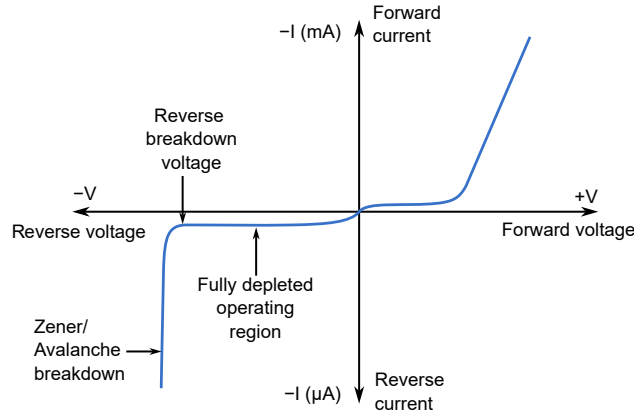 −I (mA)
Forward
current
Reverse
breakdown
voltage
−V
+V
Reverse voltage
Forward voltage
Fully depleted
operating
region
Zener/
Avalanche
breakdown
−I (μA)
Reverse
current